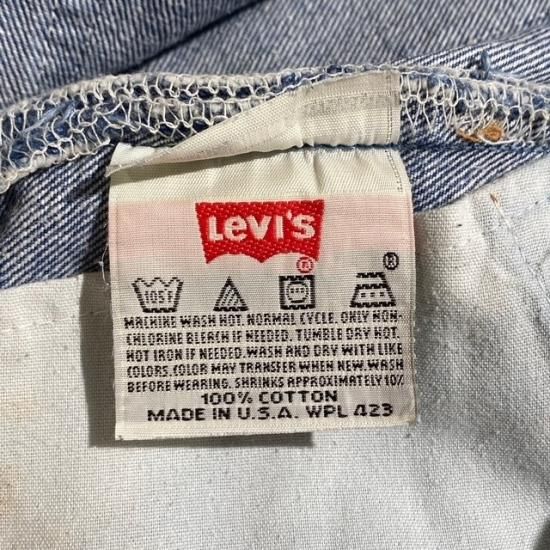 Levi's
®
®
105F
MACHINE WASH HOT. NORMAL CYCLE. ONLY NON-
CHLORINE BLEACH IF NEEDED. TUMBLE DRY HOT.
HOT IRON IF NEEDED. WASH AND DRY WITH LIKE
COLORS. COLOR MAY TRANSFER WHEN NEW. WASH
BEFORE WEARING. SHRINKS APPROXIMATELY 10%
100% COTTON
MADE IN U.S.A. WPL 423